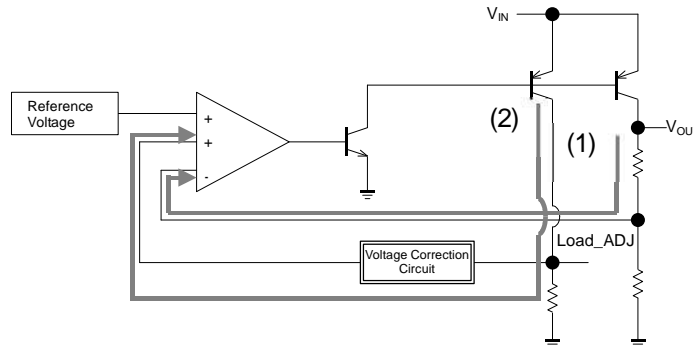 VIN
Reference
Voltage
+
+
-
(2)
(1)
VOU
Load_ADJ
Voltage Correction
Circuit